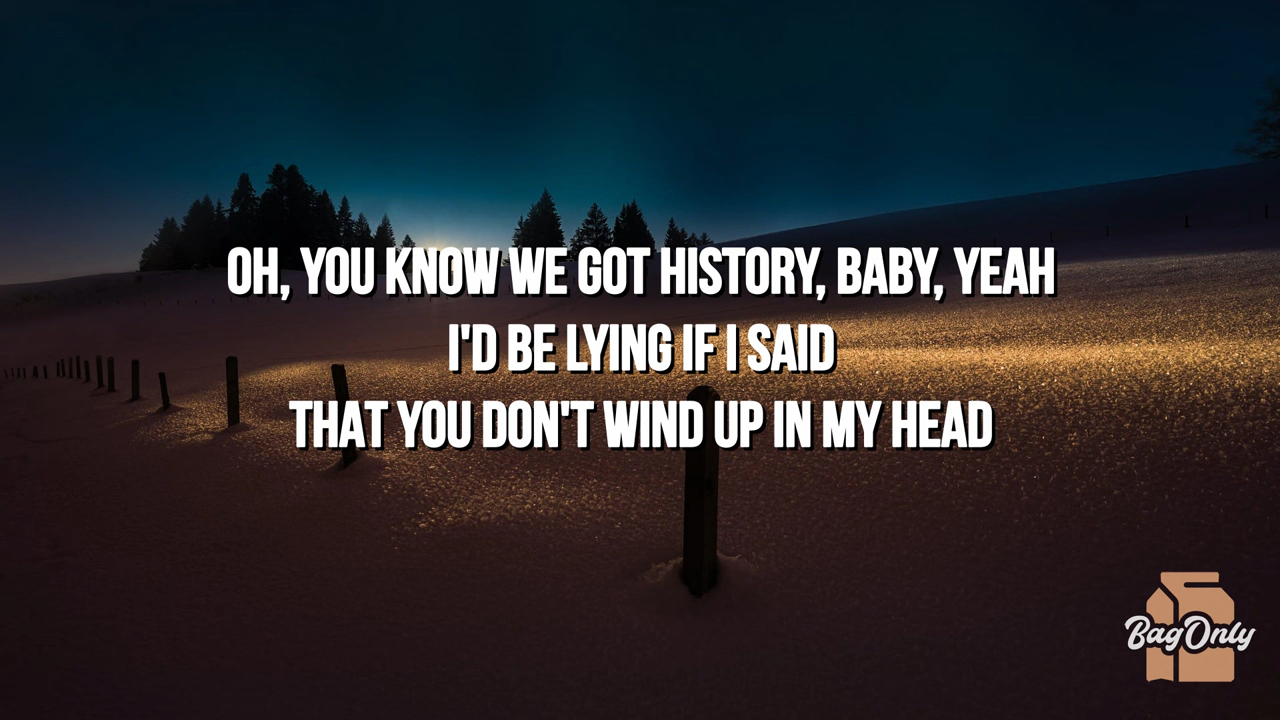 OH, YOU KNOW WE GOT HISTORY, BABY, YEAH
I'D BE LYING IF I SAID
THAT YOU DON'T WIND UP IN MY HEAD
BagOnly